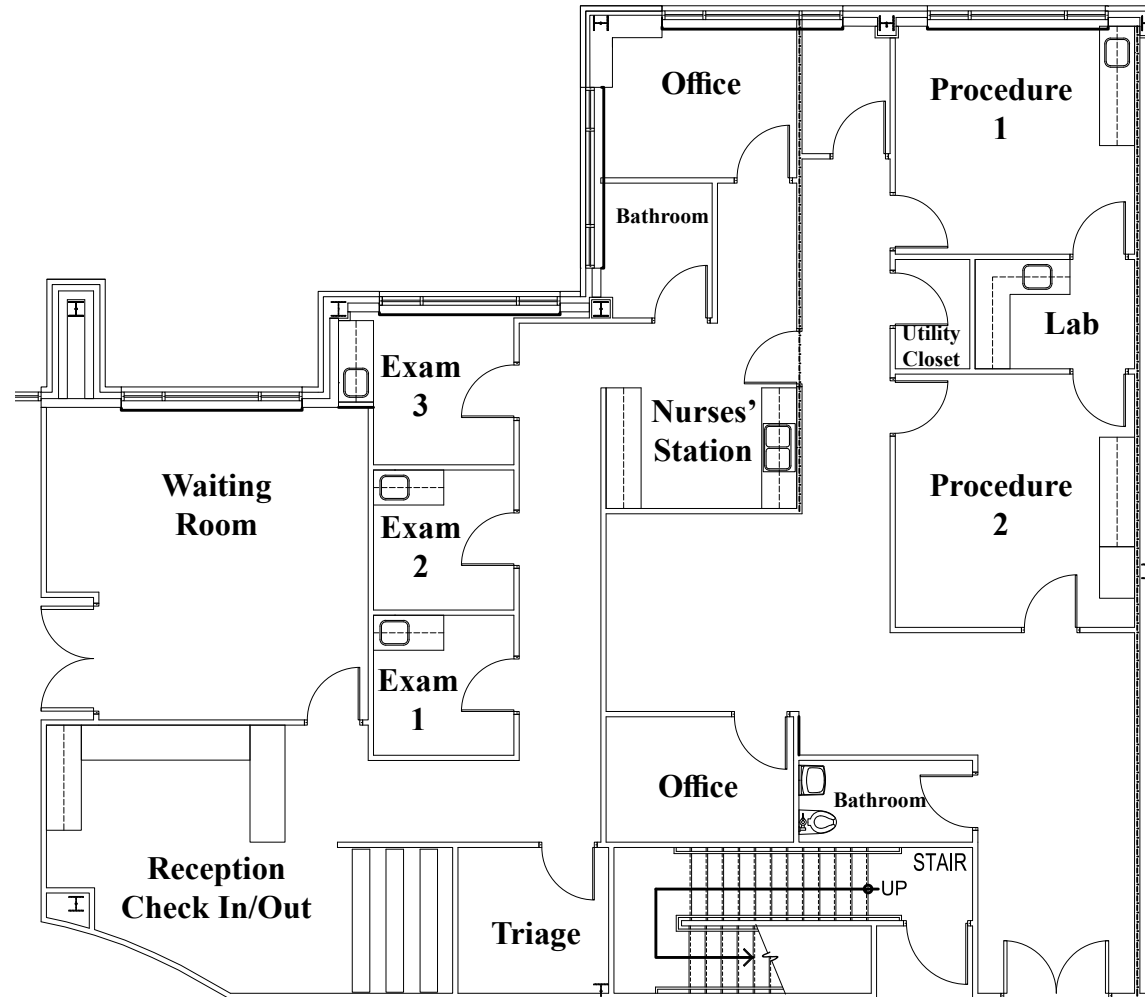 Office
Procedure
1
Bathroom
Utility
Closet
Lab
Exam
3
Nurses’
Station
Waiting
Room
Exam
2
Procedure
2
Exam
1
Office
Bathroom
Reception
Check In/Out
Triage
STAIR
UP